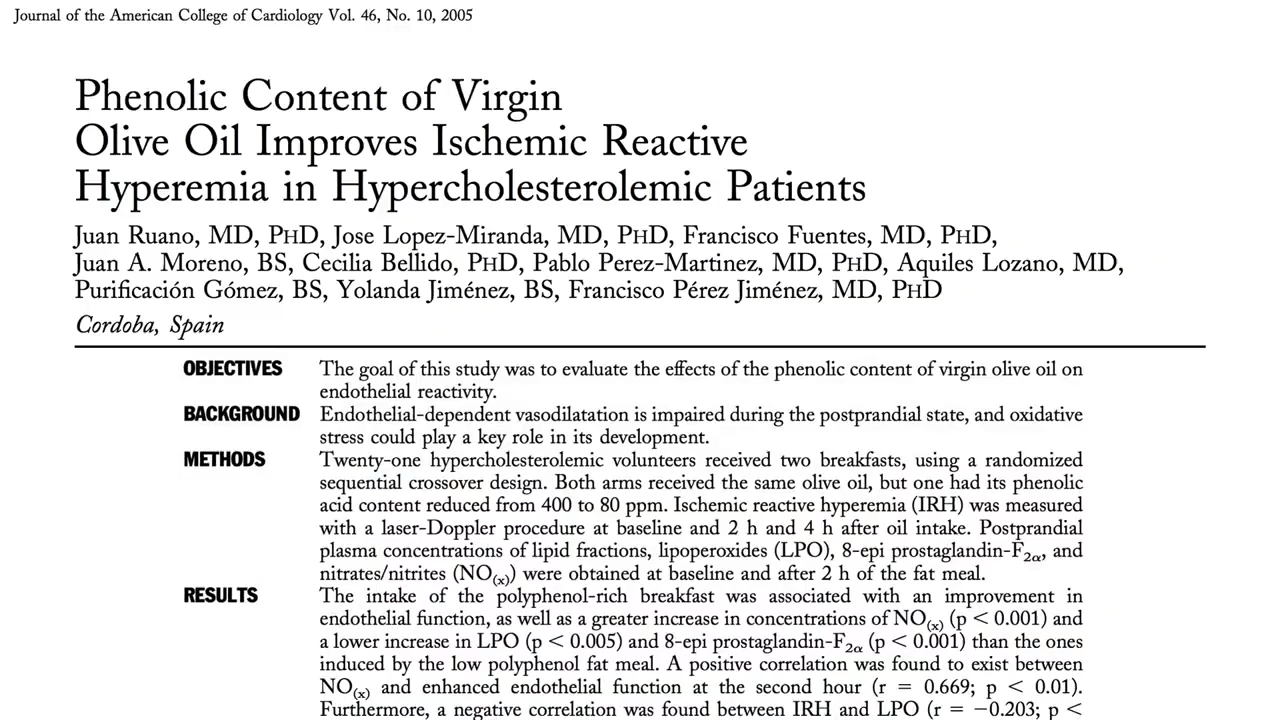 Journal of the American College of Cardiology Vol. 46, No. 10, 2005
Phenolic Content of Virgin
Olive Oil Improves Ischemic Reactive
Hyperemia in Hypercholesterolemic Patients
Juan Ruano, MD, PHD, Jose Lopez-Miranda, MD, PHD, Francisco Fuentes, MD, PHD,
Juan A. Moreno, BS, Cecilia Bellido, PHD, Pablo Perez-Martinez, MD, PHD, Aquiles Lozano, MD,
Purificación Gómez, BS, Yolanda Jiménez, BS, Francisco Pérez Jiménez, MD, PHD
Cordoba, Spain
OBJECTIVES The goal of this study was to evaluate the effects of the phenolic content of virgin olive oil on
endothelial reactivity.
BACKGROUND Endothelial-dependent vasodilatation is impaired during the postprandial state, and oxidative
stress could play a key role in its development.
METHODS Twenty-one hypercholesterolemic volunteers received two breakfasts, using a randomized
sequential crossover design. Both arms received the same olive oil, but one had its phenolic
acid content reduced from 400 to 80 ppm. Ischemic reactive hyperemia (IRH) was measured
with a laser-Doppler procedure at baseline and 2 h and 4 h after oil intake. Postprandial
plasma concentrations of lipid fractions, lipoperoxides (LPO), 8-epi prostaglandin-F2α, and
nitrates/nitrites (NO(x)) were obtained at baseline and after 2 h of the fat meal.
RESULTS The intake of the polyphenol-rich breakfast was associated with an improvement in
endothelial function, as well as a greater increase in concentrations of NO(x) (p < 0.001) and
a lower increase in LPO (p < 0.005) and 8-epi prostaglandin-F2α (p < 0.001) than the ones
induced by the low polyphenol fat meal. A positive correlation was found to exist between
NO(x) and enhanced endothelial function at the second hour (r = 0.669; p < 0.01).
Furthermore, a negative correlation was found between IRH and LPO (r = −0.203; p <